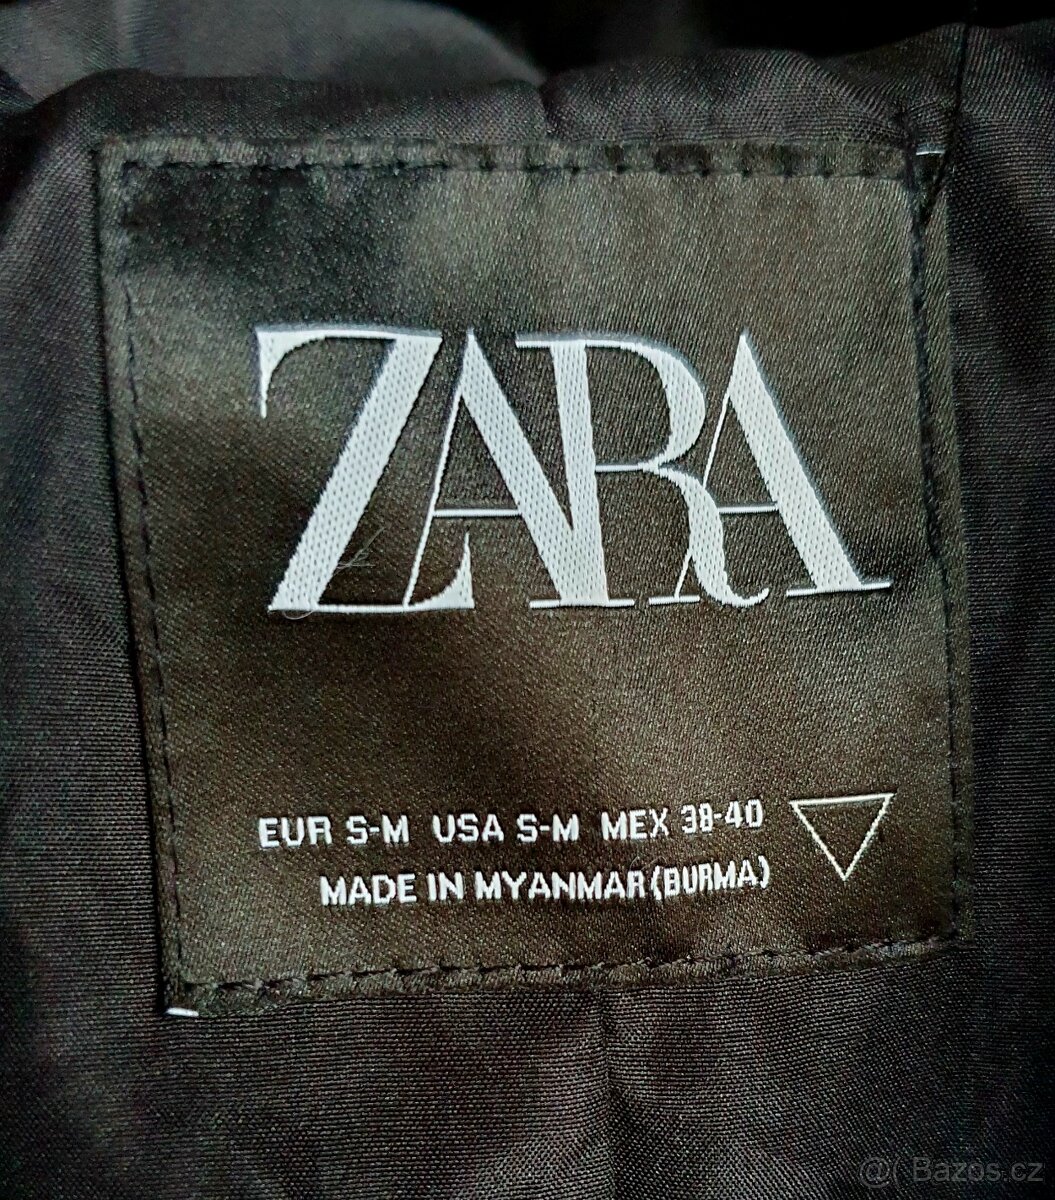 ZARA
EUR S-M USA S-M MEX 38-40
MADE IN MYANMAR (BURMA)
@( Bazos.cz